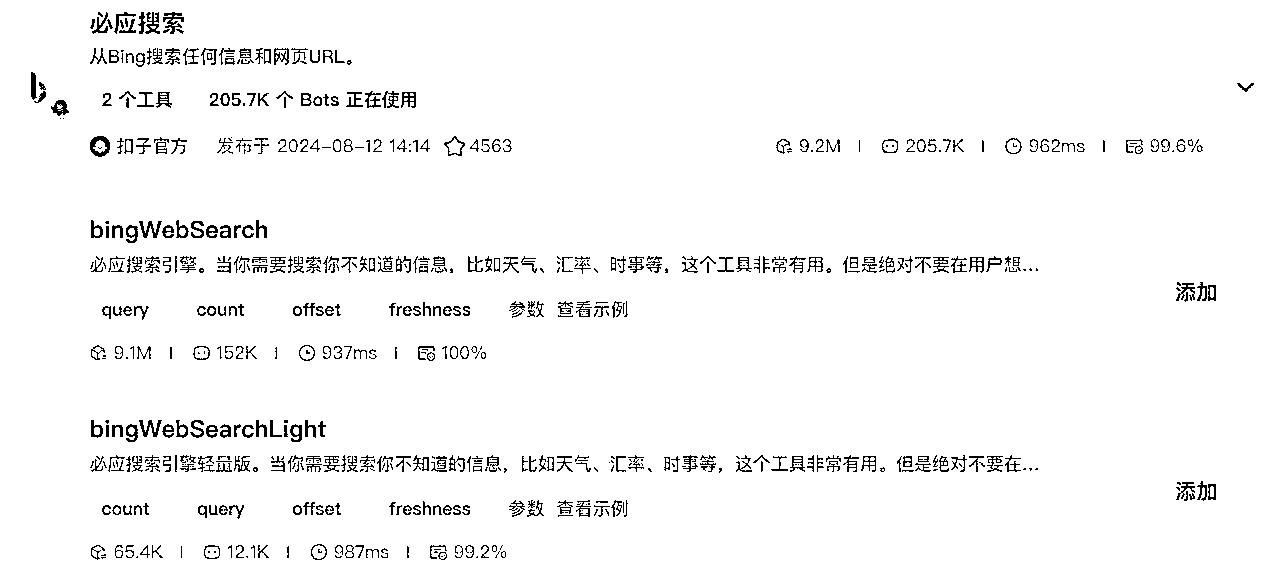 必应搜索
从Bing搜索任何信息和网页URL。
2 个工具 205.7K 个 Bots 正在使用
扣子官方 发布于 2024-08-12 14:14 4563 9.2M 205.7K 962ms 99.6%
bingWebSearch
必应搜索引擎。当你需要搜索你不知道的信息，比如天气、汇率、时事等，这个工具非常有用。但是绝对不要在用户想...
添加
query count offset freshness 参数 查看示例
9.1M 152K 937ms 100%
bingWebSearchLight
必应搜索引擎轻量版。当你需要搜索你不知道的信息，比如天气、汇率、时事等，这个工具非常有用。但是绝对不要在...
添加
count query offset freshness 参数 查看示例
65.4K 12.1K 987ms 99.2%